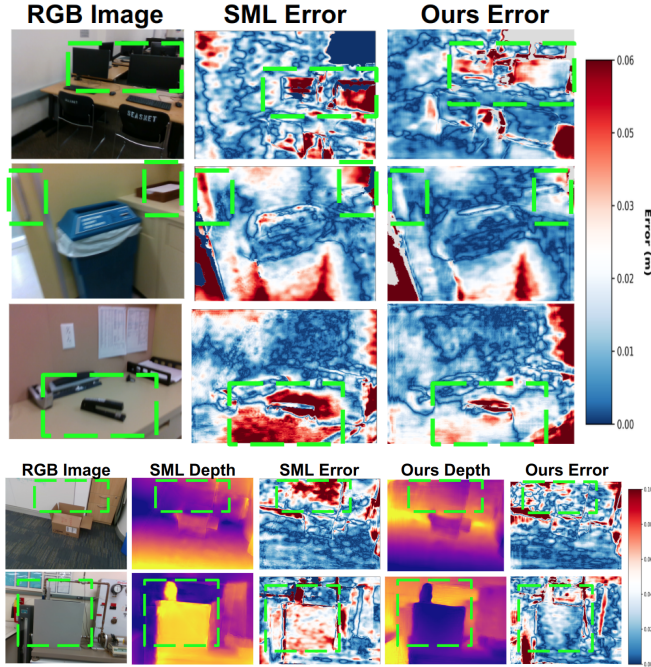 RGB Image SML Error Ours Error
SEASNET
0.06
0.05
0.04
0.03
0.02
0.01
0.00
Error (m)
RGB Image SML Depth SML Error Ours Depth Ours Error